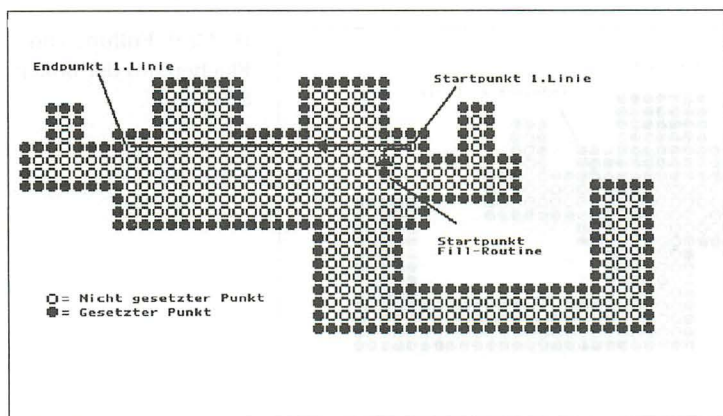 Endpunkt 1.Linie
Startpunkt 1.Linie
Startpunkt
Fill-Routine
O= Nicht gesetzter Punkt
●= Gesetzter Punkt